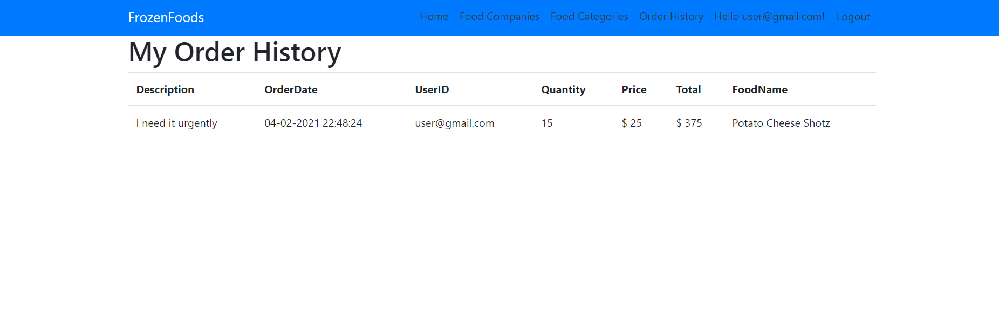 FrozenFoods Home Food Companies Food Categories Order History Hello user@gmail.com! Logout
My Order History
Description OrderDate UserID Quantity Price Total FoodName
I need it urgently 04-02-2021 22:48:24 user@gmail.com 15 $ 25 $ 375 Potato Cheese Shotz